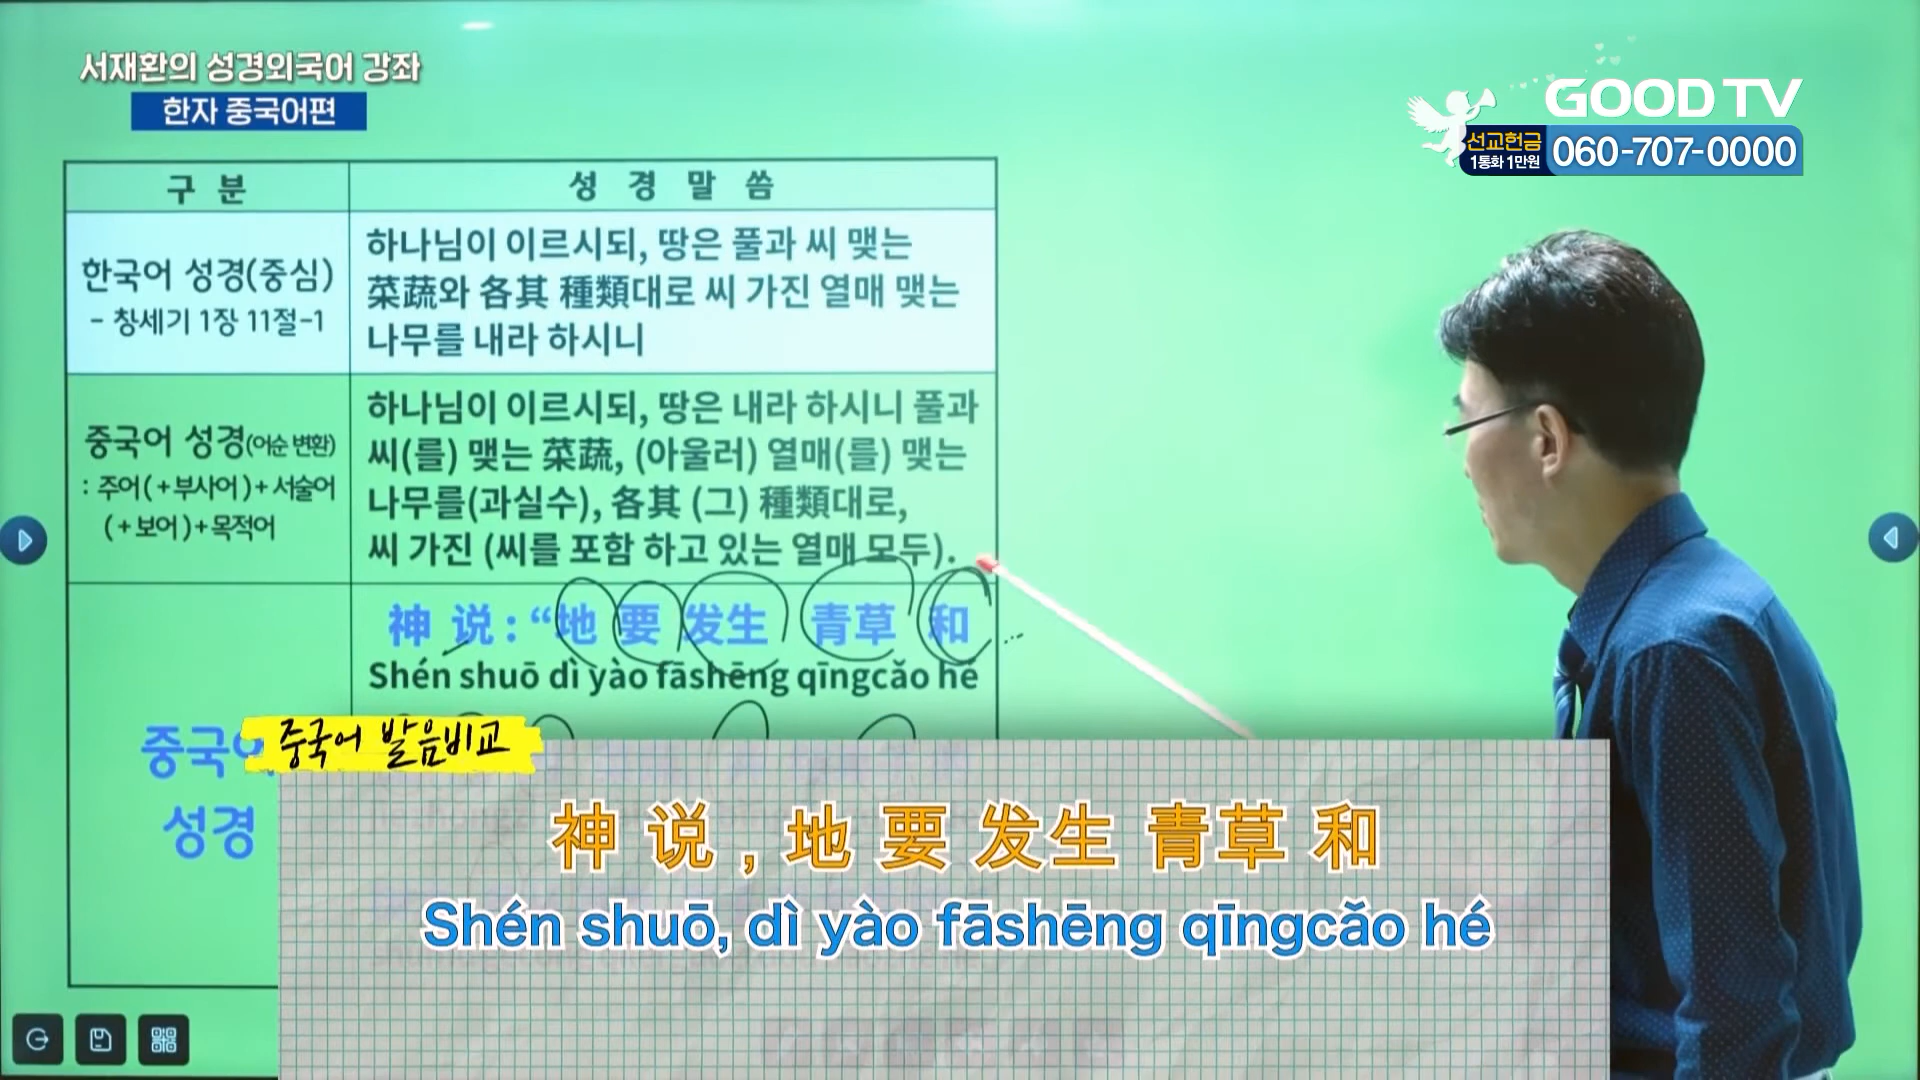 서재환의 성경외국어 강좌
한자 중국어편
GOOD TV
선교헌금
1통화 1만원
060-707-0000
구 분
성 경 말 씀
한국어 성경(중심)
- 창세기 1장 11절-1
하나님이 이르시되, 땅은 풀과 씨 맺는
菜蔬와 各其 種類대로 씨 가진 열매 맺는
나무를 내라 하시니
중국어 성경(어순 변환)
: 주어(+부사어)+서술어
(+보어)+목적어
하나님이 이르시되, 땅은 내라 하시니 풀과
씨(를) 맺는 菜蔬, (아울러) 열매(를) 맺는
나무를(과실수), 各其 (그) 種類대로,
씨 가진 (씨를 포함 하고 있는 열매 모두).
神 说 : “地 要 发生 青草 和
Shén shuō dì yào fāshēng qīngcǎo hé
중국
성경
중국어 발음비교
神 说 , 地 要 发生 青草 和
Shén shuō, dì yào fāshēng qīngcǎo hé